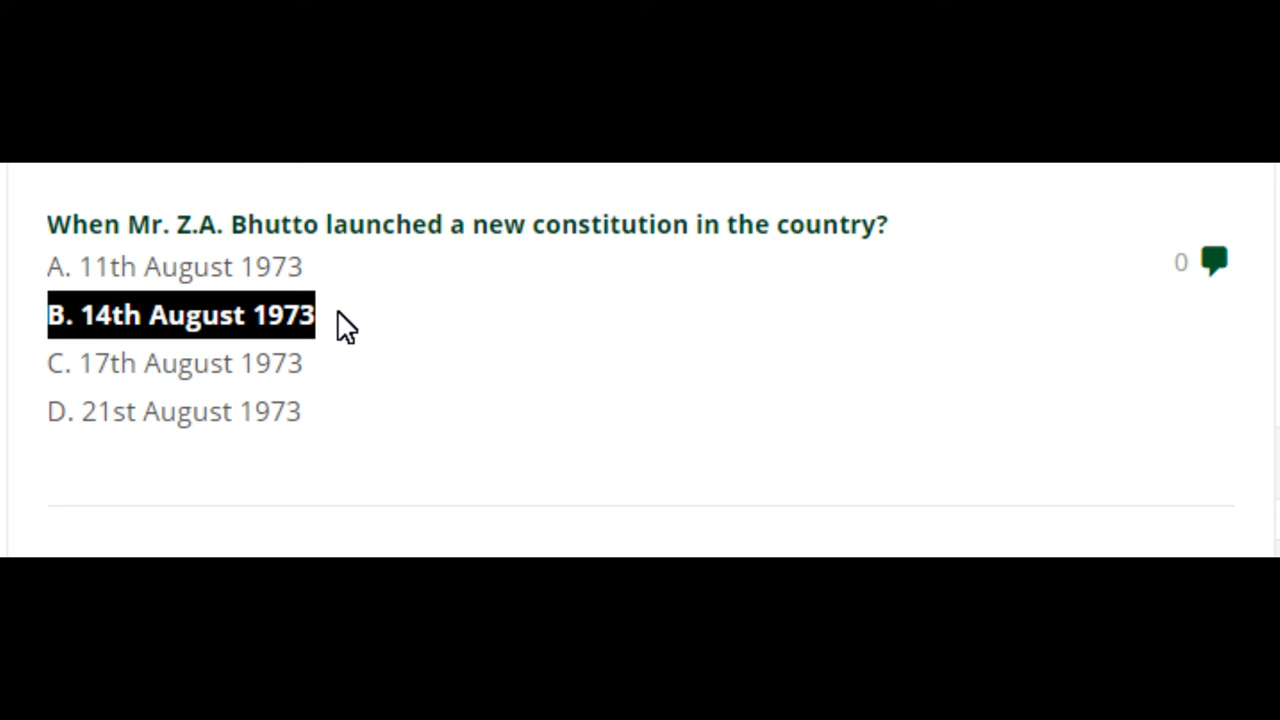 When Mr. Z.A. Bhutto launched a new constitution in the country?
A. 11th August 1973
0
B. 14th August 1973
C. 17th August 1973
D. 21st August 1973